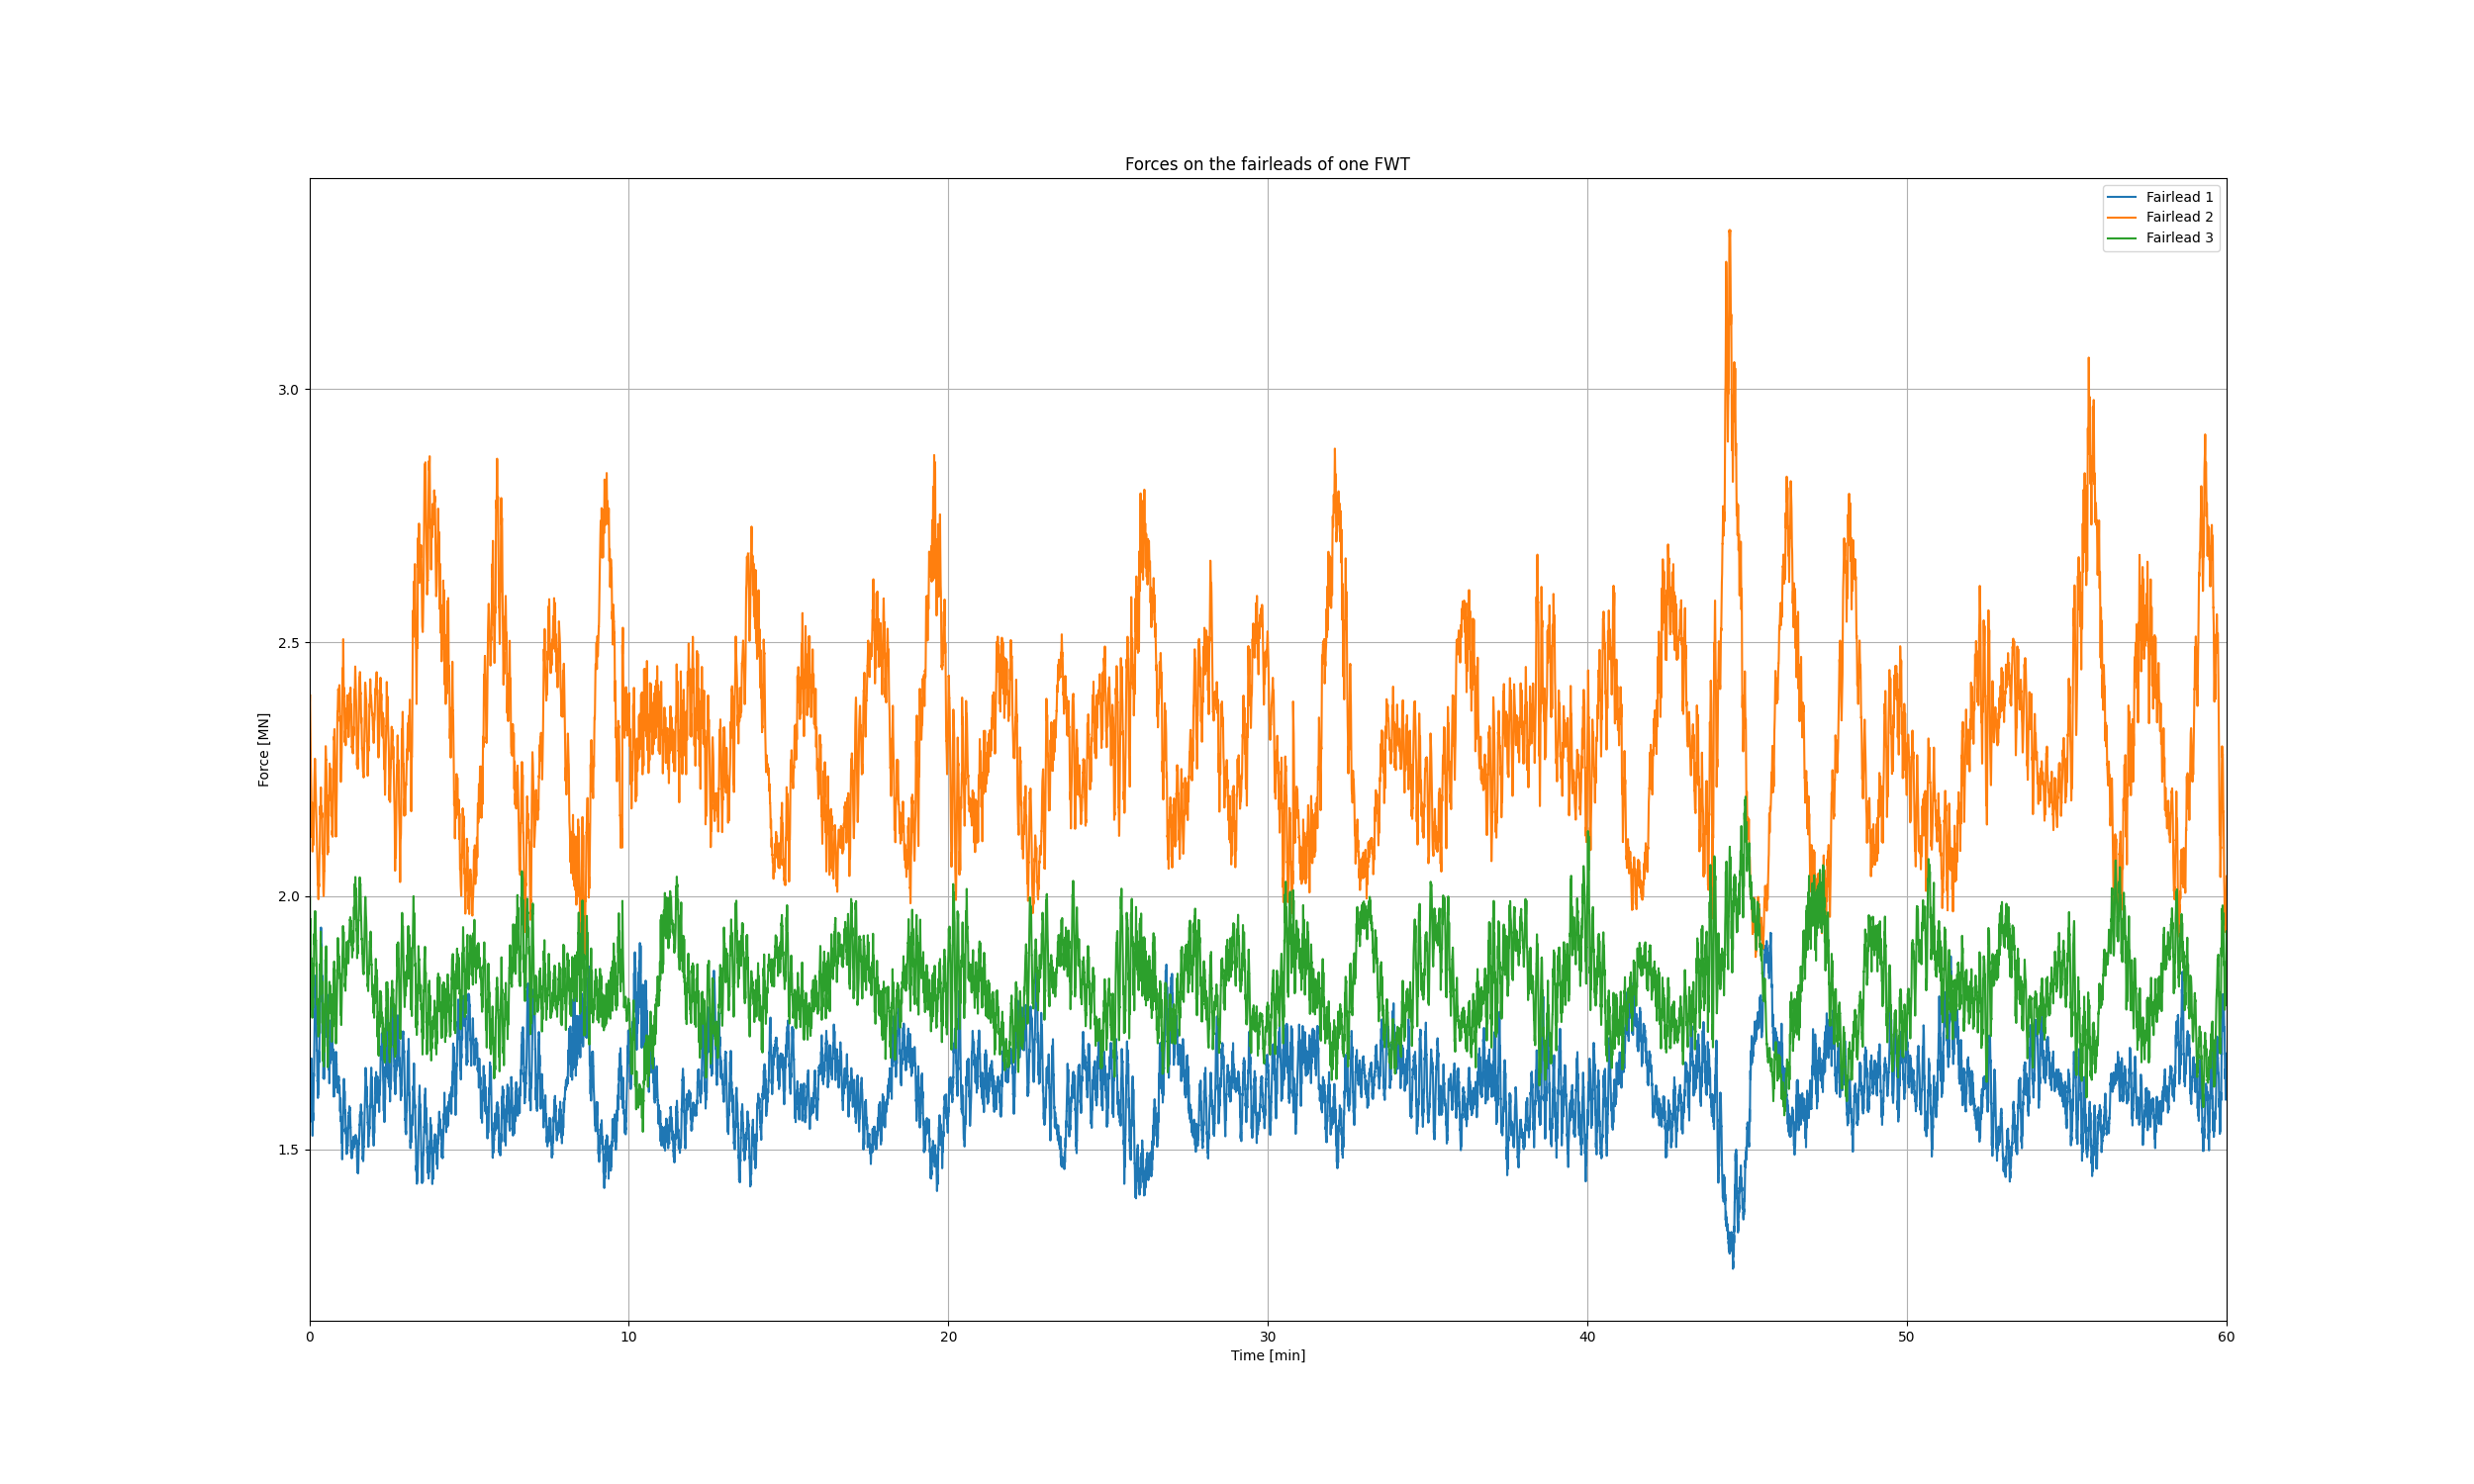 Forces on the fairleads of one FWT
Fairlead 1
Fairlead 2
Fairlead 3
Force [MN]
3.0
2.5
2.0
1.5
0 10 20 30 40 50 60
Time [min]